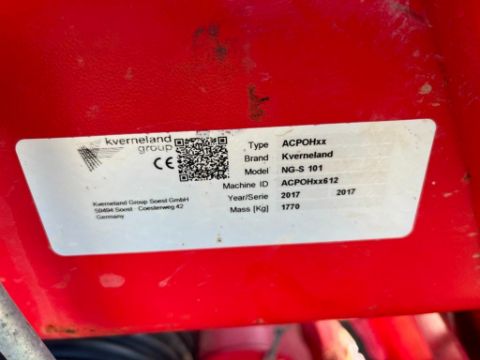 kverneland
group
CE
Type ACPOHxx
Brand Kverneland
Model NG-S 101
Machine ID ACPOHxx612
Year/Serie 2017 2017
Mass [Kg] 1770
Kverneland Group Soest GmbH
59494 Soest - Coesterweg 42
Germany